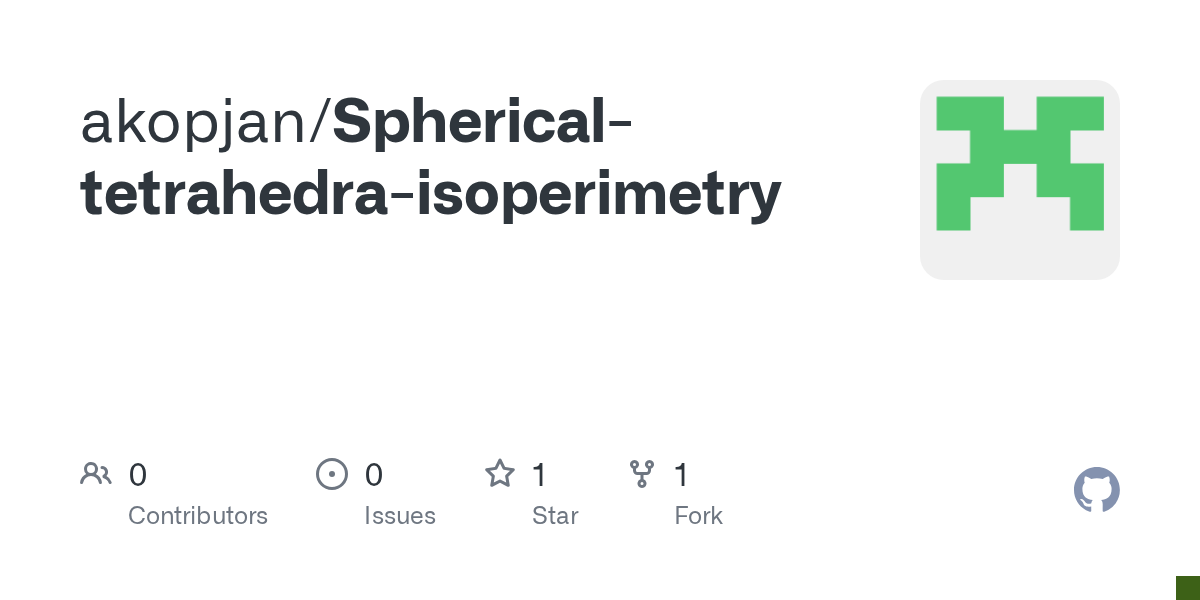 akopjan/Spherical-
tetrahedra-isoperimetry
0 0 1 1
Contributors Issues Star Fork